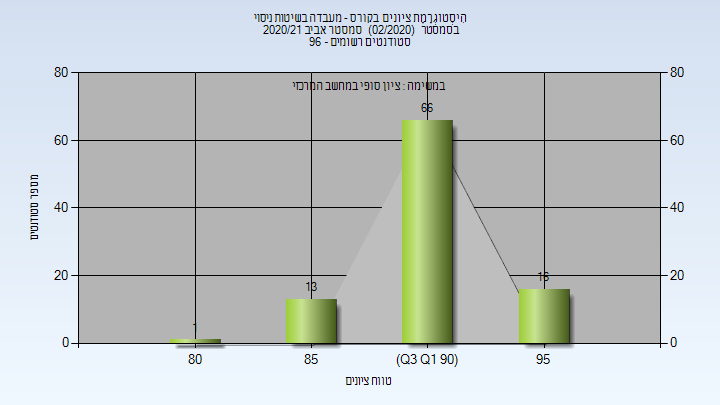 היסטוגרמת ציונים בקורס - מעבדה בשיטות ניסוי
בסמסטר (02/2020) סמסטר אביב 2020/21
סטודנטים רשומים - 96
במשימה : ציון סופי במחשב המרכזי
80 80
60 60
40 40
20 20
0 0
מספר סטודנטים
1 13 66 16
80 85 (Q3 Q1 90) 95
טווח ציונים